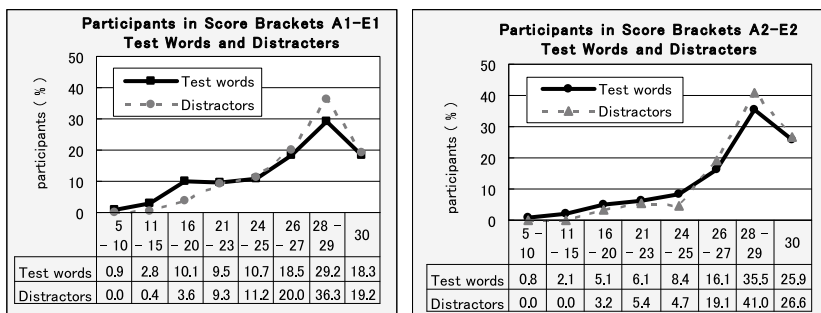 Participants in Score Brackets A1-E1
Test Words and Distracters
participants ( % )
50
40
30
20
10
0
Test words
Distractors
5 - 10 11 - 15 16 - 20 21 - 23 24 - 25 26 - 27 28 - 29 30
Test words 0.9 2.8 10.1 9.5 10.7 18.5 29.2 18.3
Distractors 0.0 0.4 3.6 9.3 11.2 20.0 36.3 19.2
Participants in Score Brackets A2-E2
Test Words and Distracters
participants ( % )
50
40
30
20
10
0
Test words
Distractors
5 - 10 11 - 15 16 - 20 21 - 23 24 - 25 26 - 27 28 - 29 30
Test words 0.8 2.1 5.1 6.1 8.4 16.1 35.5 25.9
Distractors 0.0 0.0 3.2 5.4 4.7 19.1 41.0 26.6